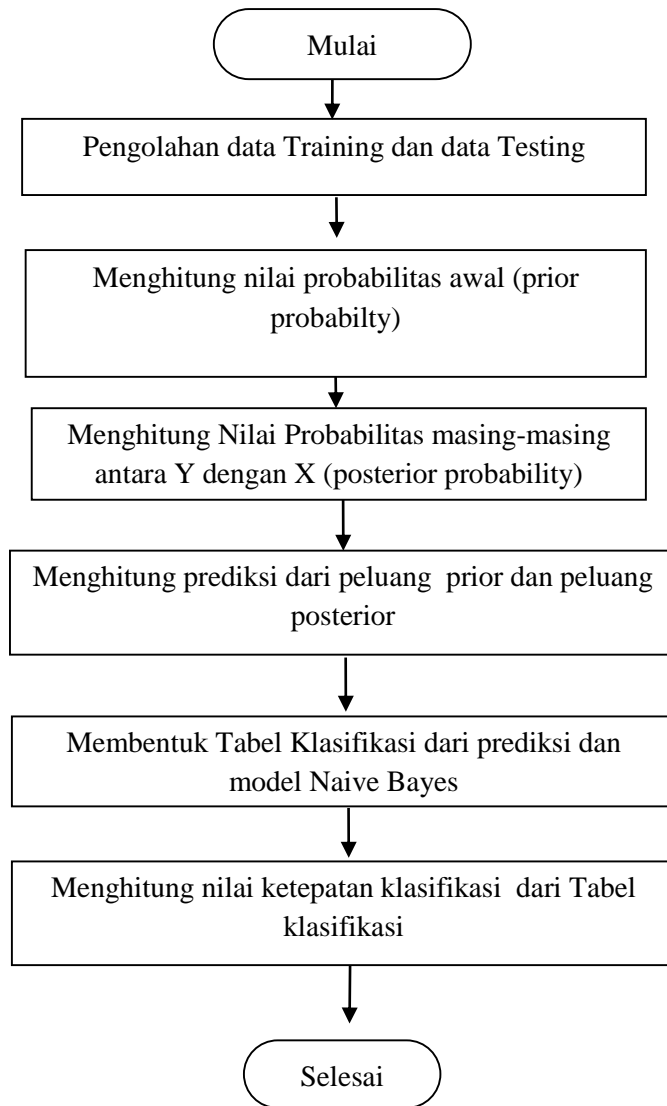 Mulai
Pengolahan data Training dan data Testing
Menghitung nilai probabilitas awal (prior
probabilty)
Menghitung Nilai Probabilitas masing-masing
antara Y dengan X (posterior probability)
Menghitung prediksi dari peluang prior dan peluang
posterior
Membentuk Tabel Klasifikasi dari prediksi dan
model Naive Bayes
Menghitung nilai ketepatan klasifikasi dari Tabel
klasifikasi
Selesai